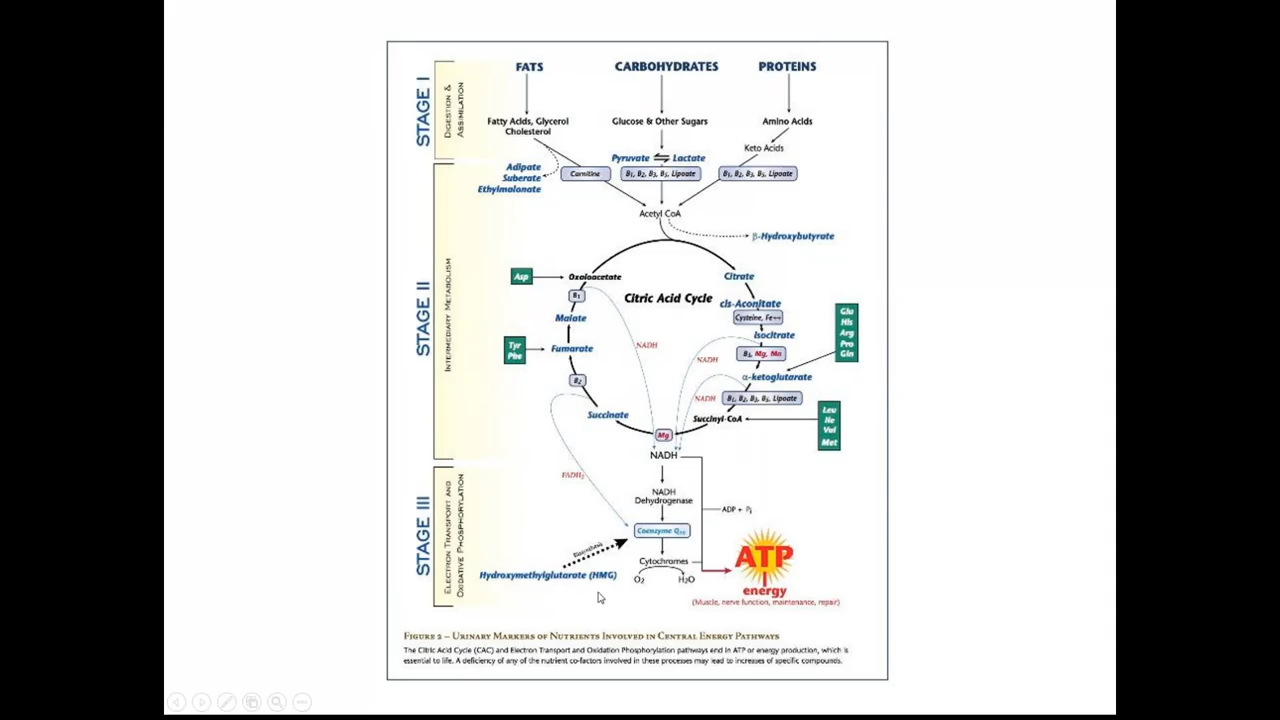 FATS
CARBOHYDRATES
PROTEINS
STAGE I
DIGESTION &
ASSIMILATION
Fatty Acids, Glycerol
Cholesterol
Glucose & Other Sugars
Amino Acids
Keto Acids
Pyruvate ⇌ Lactate
Adipate
Suberate
Ethylmalonate
Carnitine
B1, B2, B3, B5, Lipoate
B1, B2, B3, B5, Lipoate
Acetyl CoA
β-Hydroxybutyrate
STAGE II
INTERMEDIARY METABOLISM
Citric Acid Cycle
Asp
Oxaloacetate
Citrate
B3
Malate
cis-Aconitate
Cysteine, Fe++
Isocitrate
Glu
His
Arg
Pro
Gln
Tyr
Phe
Fumarate
NADH
NADH
B3, Mg, Mn
α-ketoglutarate
B2
NADH
B1, B2, B3, B5, Lipoate
Succinate
Succinyl-CoA
Leu
Ile
Val
Met
Mg
NADH
STAGE III
ELECTRON TRANSPORT AND
OXIDATIVE PHOSPHORYLATION
FADH2
NADH
Dehydrogenase
ADP + Pi
Coenzyme Q10
Cytochromes
O2
H2O
Hydroxymethylglutarate (HMG)
ATP
energy
(Muscle, nerve function, maintenance, repair)
FIGURE 2 – URINARY MARKERS OF NUTRIENTS INVOLVED IN CENTRAL ENERGY PATHWAYS
The Citric Acid Cycle (CAC) and Electron Transport and Oxidation Phosphorylation pathways end in ATP or energy production, which is
essential to life. A deficiency of any of the nutrient co-factors involved in these processes may lead to increases of specific compounds.